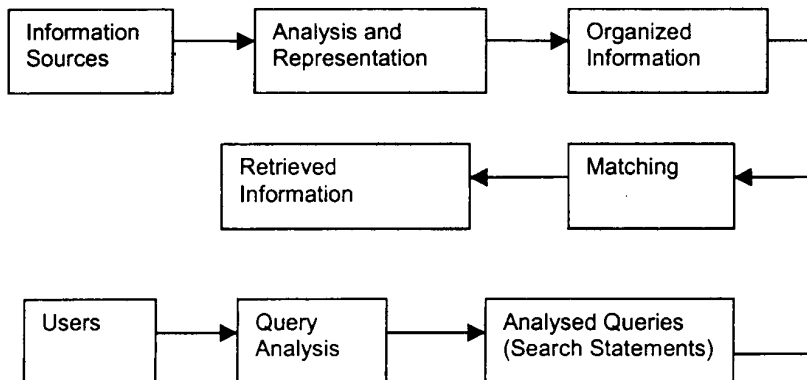 Information
Sources
Analysis and
Representation
Organized
Information
Retrieved
Information
Matching
Users
Query
Analysis
Analysed Queries
(Search Statements)